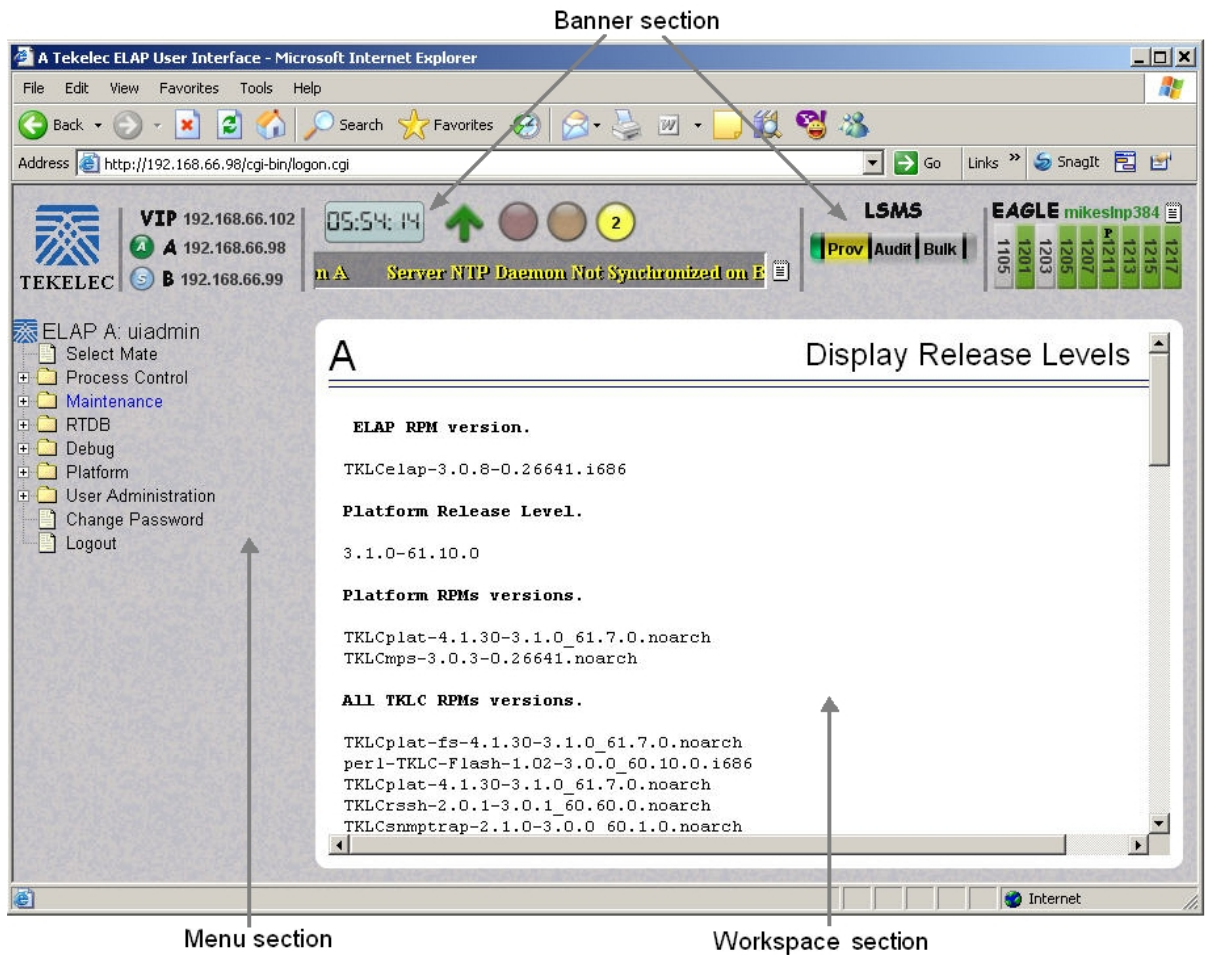 Banner section
A Tekelec ELAP User Interface - Microsoft Internet Explorer
File Edit View Favorites Tools Help
Back Search Favorites
Address http://192.168.66.98/cgi-bin/logon.cgi Go Links » SnagIt
TEKELEC
VIP 192.168.66.102
A A 192.168.66.98
S B 192.168.66.99
05:54:14
2
n A Server NTP Daemon Not Synchronized on B
LSMS
Prov Audit Bulk
EAGLE mikeslnp384
P
1105 1201 1203 1205 1207 1211 1213 1215 1217
ELAP A: uiadmin
Select Mate
Process Control
Maintenance
RTDB
Debug
Platform
User Administration
Change Password
Logout
A Display Release Levels
ELAP RPM version.
TKLCelap-3.0.8-0.26641.i686
Platform Release Level.
3.1.0-61.10.0
Platform RPMs versions.
TKLCplat-4.1.30-3.1.0_61.7.0.noarch
TKLCmps-3.0.3-0.26641.noarch
All TKLC RPMs versions.
TKLCplat-fs-4.1.30-3.1.0_61.7.0.noarch
perl-TKLC-Flash-1.02-3.0.0_60.10.0.i686
TKLCplat-4.1.30-3.1.0_61.7.0.noarch
TKLCrssh-2.0.1-3.0.1_60.60.0.noarch
TKLCsnmptrap-2.1.0-3.0.0_60.1.0.noarch
Internet
Menu section
Workspace section